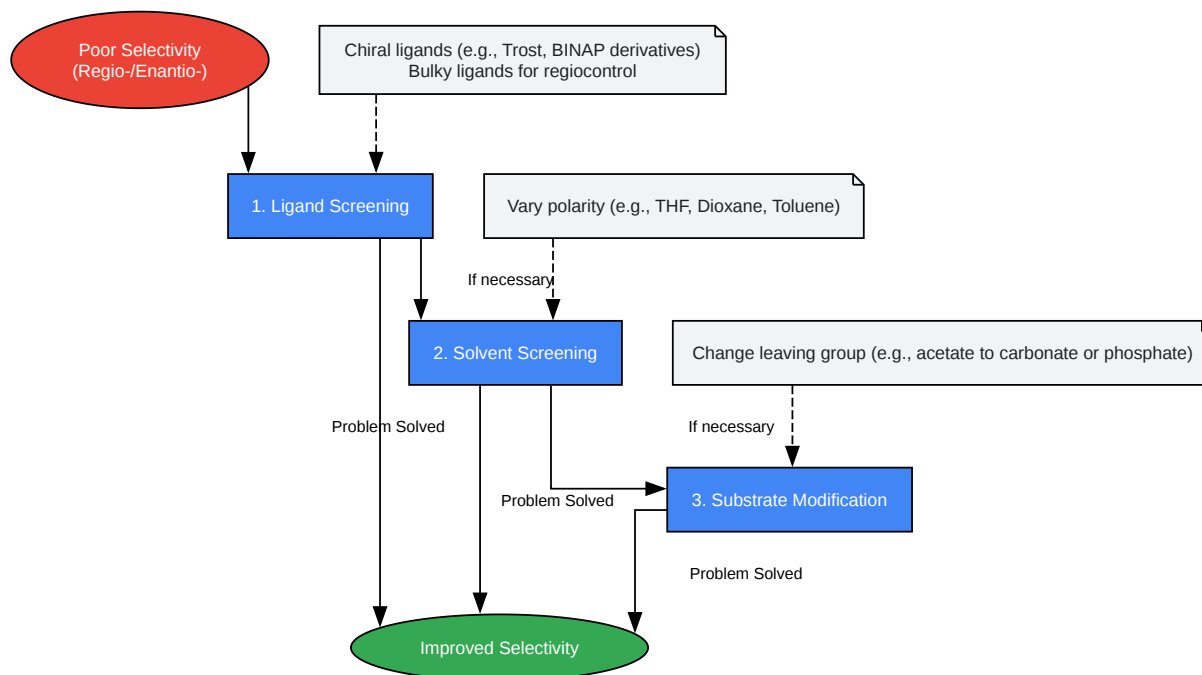 Poor Selectivity
(Regio-/Enantio-)
Chiral ligands (e.g., Trost, BINAP derivatives)
Bulky ligands for regiocontrol
1. Ligand Screening
Vary polarity (e.g., THF, Dioxane, Toluene)
If necessary
2. Solvent Screening
Change leaving group (e.g., acetate to carbonate or phosphate)
Problem Solved
If necessary
Problem Solved
3. Substrate Modification
Problem Solved
Improved Selectivity